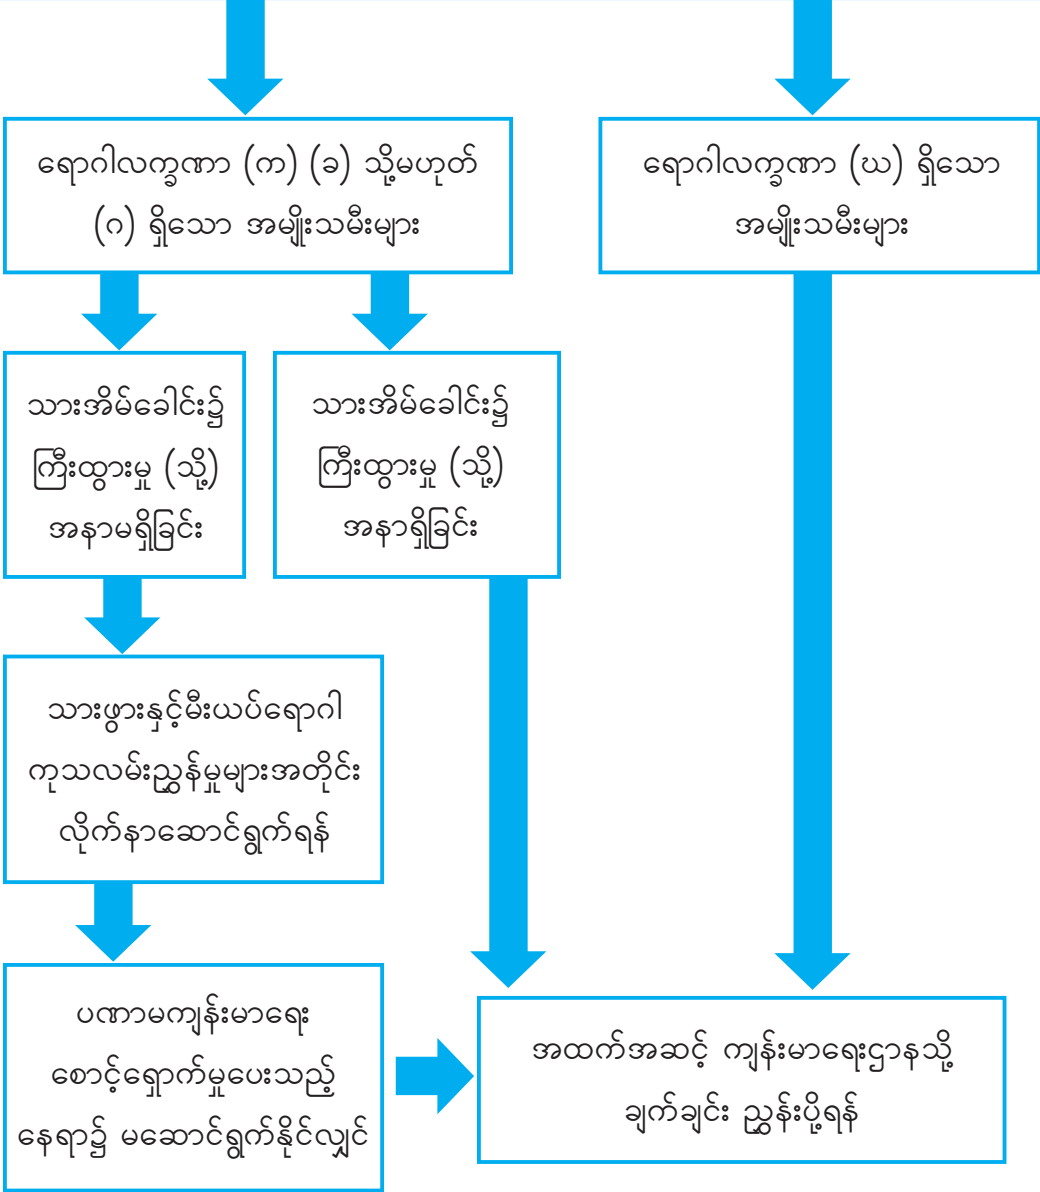 ရောဂါလက္ခဏာ (က) (ခ) သို့မဟုတ်
(ဂ) ရှိသော အမျိုးသမီးများ
ရောဂါလက္ခဏာ (ဃ) ရှိသော
အမျိုးသမီးများ
သားအိမ်ခေါင်း၌
ကြီးထွားမှု (သို့)
အနာမရှိခြင်း
သားအိမ်ခေါင်း၌
ကြီးထွားမှု (သို့)
အနာရှိခြင်း
သားဖွားနှင့်မီးယပ်ရောဂါ
ကုသလမ်းညွှန်မှုများအတိုင်း
လိုက်နာဆောင်ရွက်ရန်
ပဏာမကျန်းမာရေး
စောင့်ရှောက်မှုပေးသည့်
နေရာ၌ မဆောင်ရွက်နိုင်လျှင်
အထက်အဆင့် ကျန်းမာရေးဌာနသို့
ချက်ချင်း ညွှန်းပို့ရန်